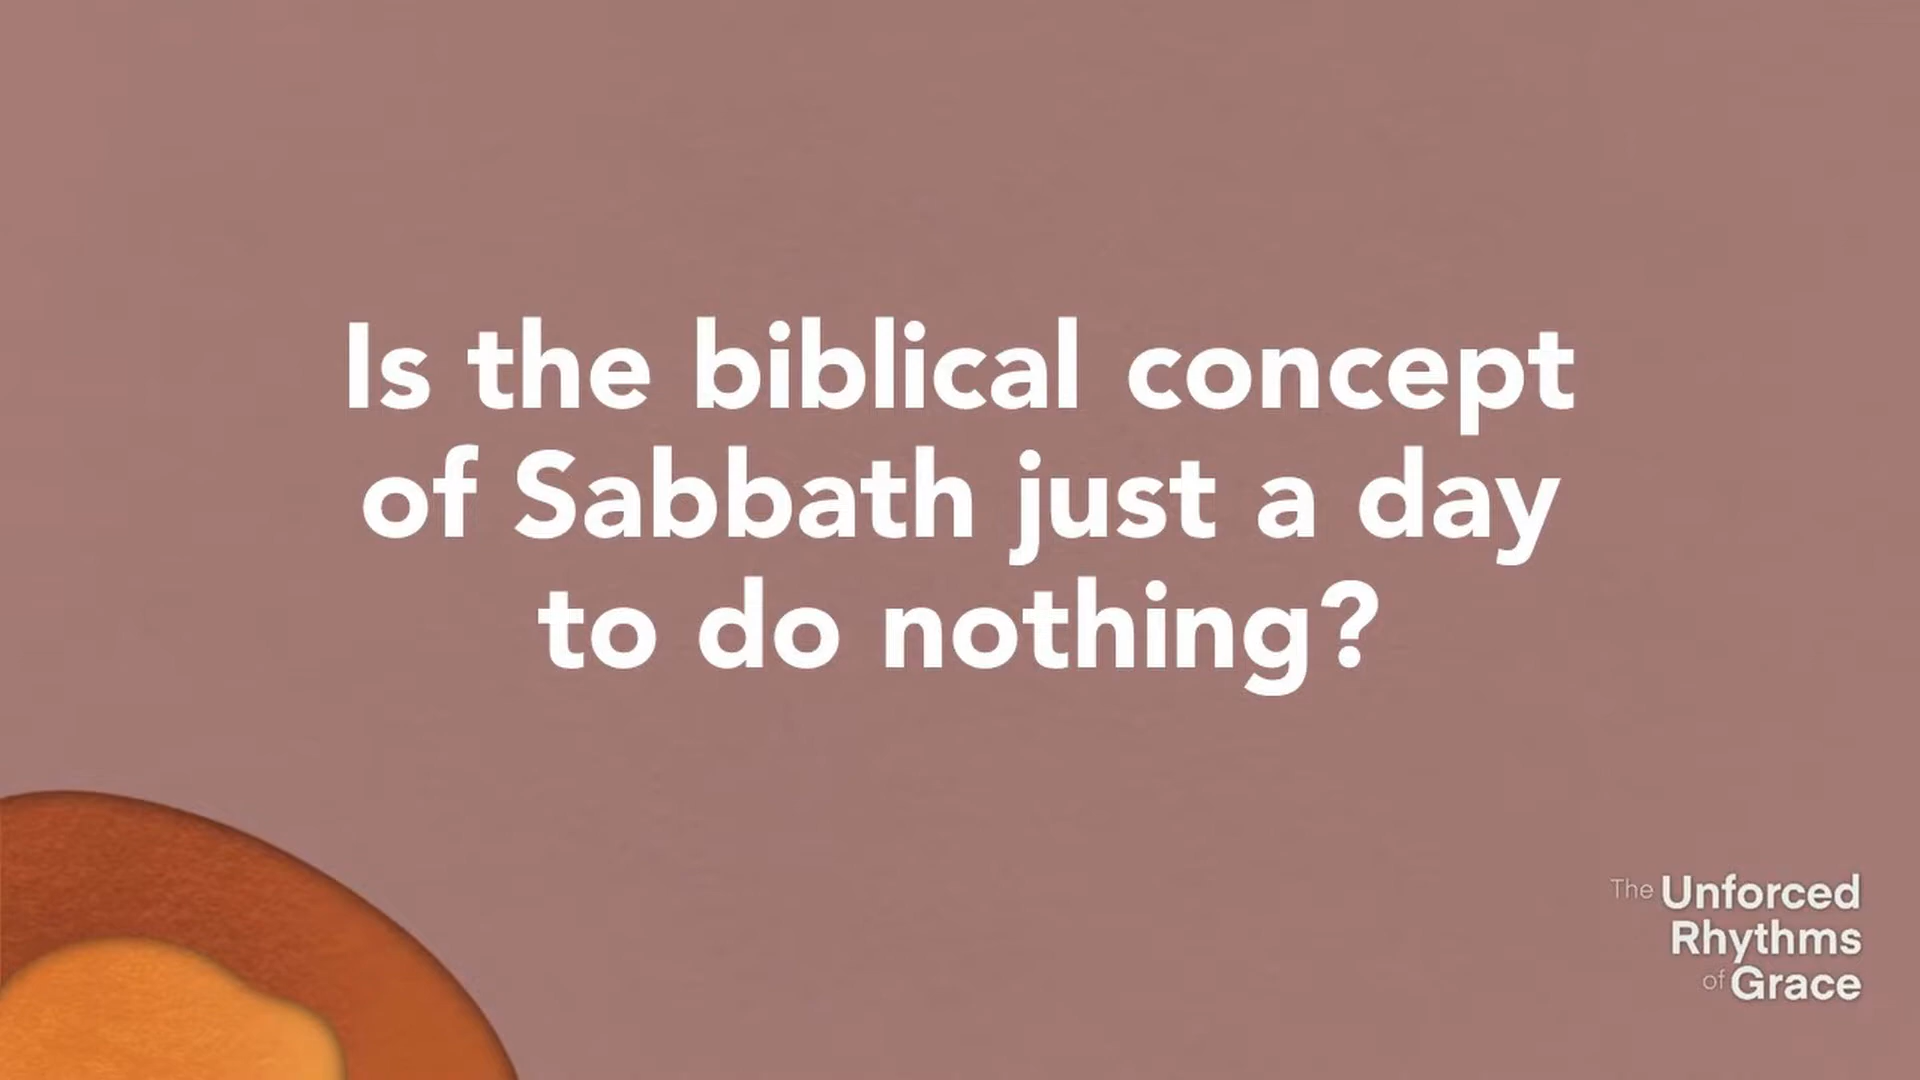 Is the biblical concept
of Sabbath just a day
to do nothing?
The Unforced
Rhythms
of Grace